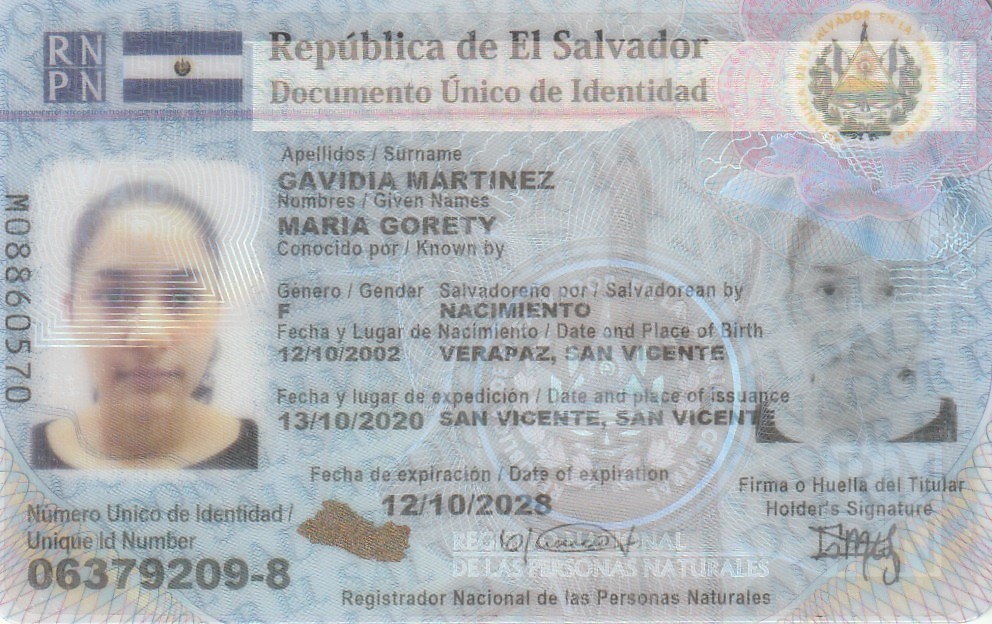 RN
PN
República de El Salvador
Documento Único de Identidad
Apellidos / Surname
GAVIDIA MARTINEZ
Nombres / Given Names
MARIA GORETY
Conocido por / Known by
Género / Gender Salvadoreño por / Salvadorean by
F NACIMIENTO
Fecha y Lugar de Nacimiento / Date and Place of Birth
12/10/2002 VERAPAZ, SAN VICENTE
Fecha y lugar de expedición / Date and place of issuance
13/10/2020 SAN VICENTE, SAN VICENTE
Fecha de expiración / Date of expiration
12/10/2028
Firma o Huella del Titular
Holder's Signature
Número Unico de Identidad /
Unique Id Number
06379209-8
DE LAS PERSONAS NATURALES
Registrador Nacional de las Personas Naturales
M08860570